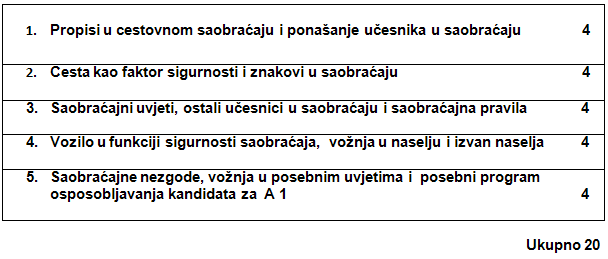 1. Propisi u cestovnom saobraćaju i ponašanje učesnika u saobraćaju 4
2. Cesta kao faktor sigurnosti i znakovi u saobraćaju 4
3. Saobraćajni uvjeti, ostali učesnici u saobraćaju i saobraćajna pravila 4
4. Vozilo u funkciji sigurnosti saobraćaja, vožnja u naselju i izvan naselja 4
5. Saobraćajne nezgode, vožnja u posebnim uvjetima i posebni program
osposobljavanja kandidata za A 1 4
Ukupno 20